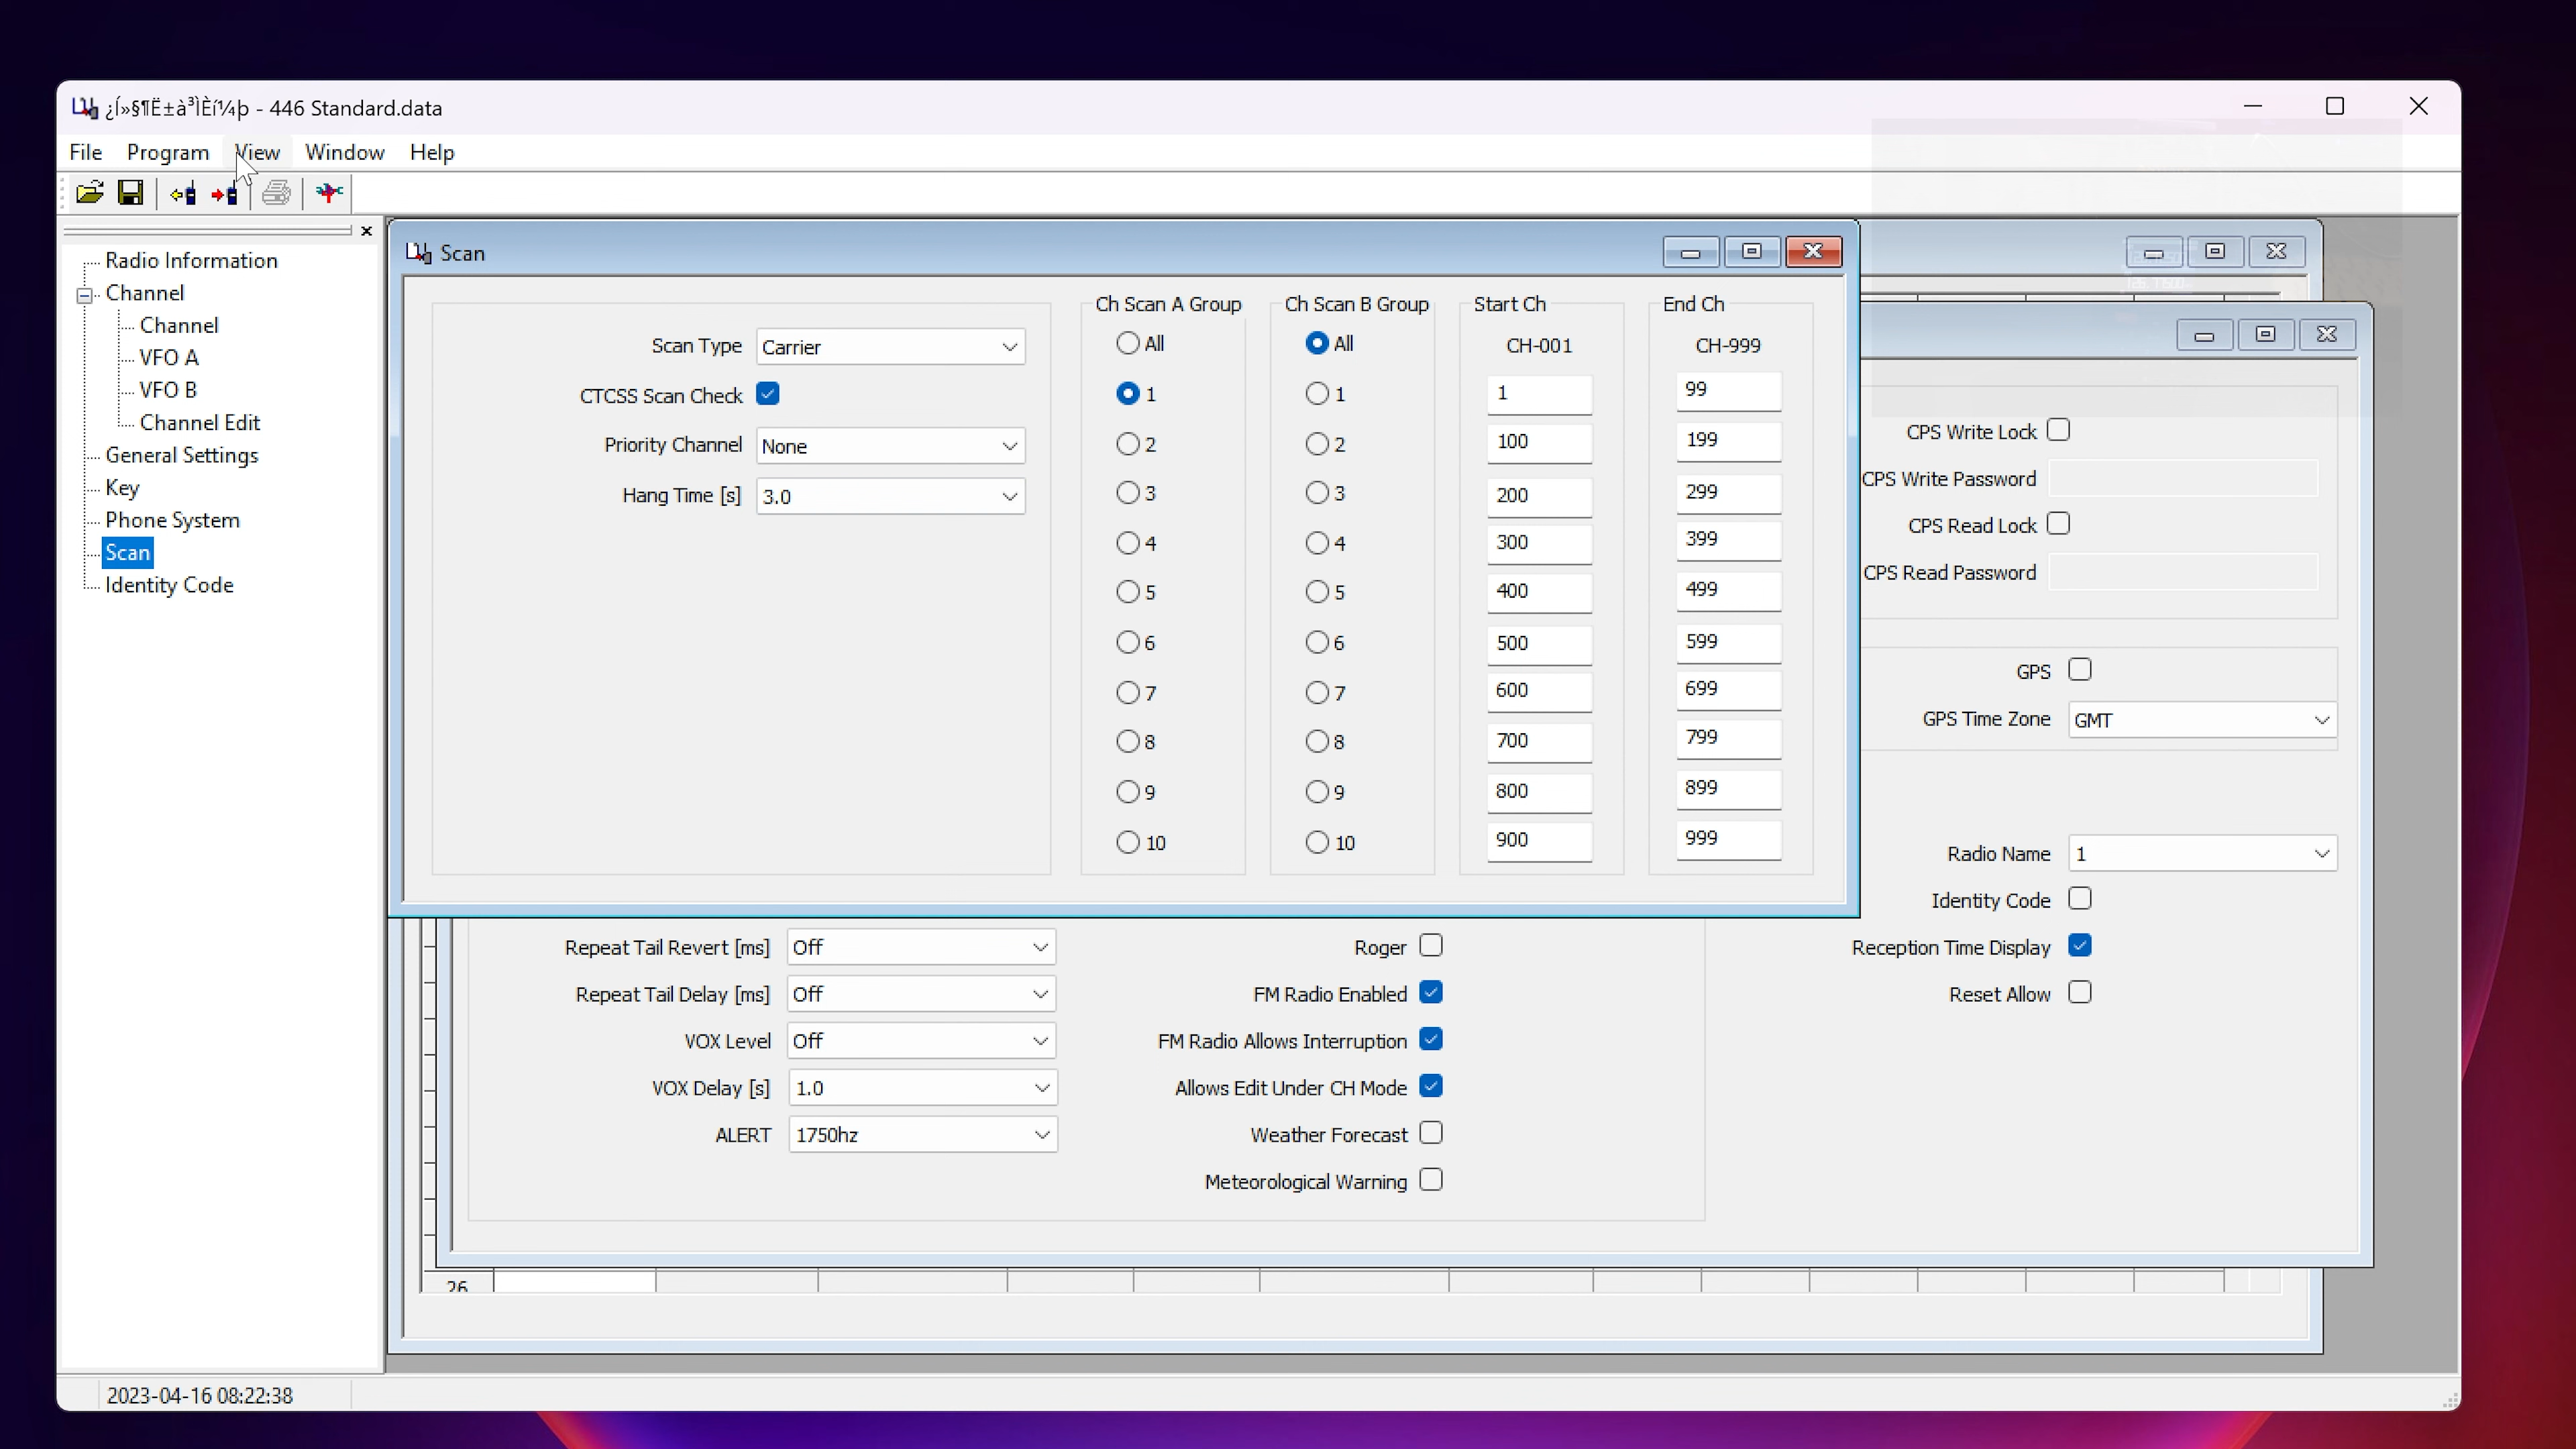 ¿Í»§¶Ë±à³ÌÈí¼þ - 446 Standard.data
File Program View Window Help
Radio Information
Channel
Channel
VFO A
VFO B
Channel Edit
General Settings
Key
Phone System
Scan
Identity Code
Scan
Scan Type Carrier
CTCSS Scan Check
Priority Channel None
Hang Time [s] 3.0
Ch Scan A Group Ch Scan B Group Start Ch End Ch
All All CH-001 CH-999
1 1 1 99
2 2 100 199
3 3 200 299
4 4 300 399
5 5 400 499
6 6 500 599
7 7 600 699
8 8 700 799
9 9 800 899
10 10 900 999
CPS Write Lock
CPS Write Password
CPS Read Lock
CPS Read Password
GPS
GPS Time Zone GMT
Radio Name 1
Identity Code
Reception Time Display
Reset Allow
Repeat Tail Revert [ms] Off
Repeat Tail Delay [ms] Off
VOX Level Off
VOX Delay [s] 1.0
ALERT 1750hz
Roger
FM Radio Enabled
FM Radio Allows Interruption
Allows Edit Under CH Mode
Weather Forecast
Meteorological Warning
26
2023-04-16 08:22:38